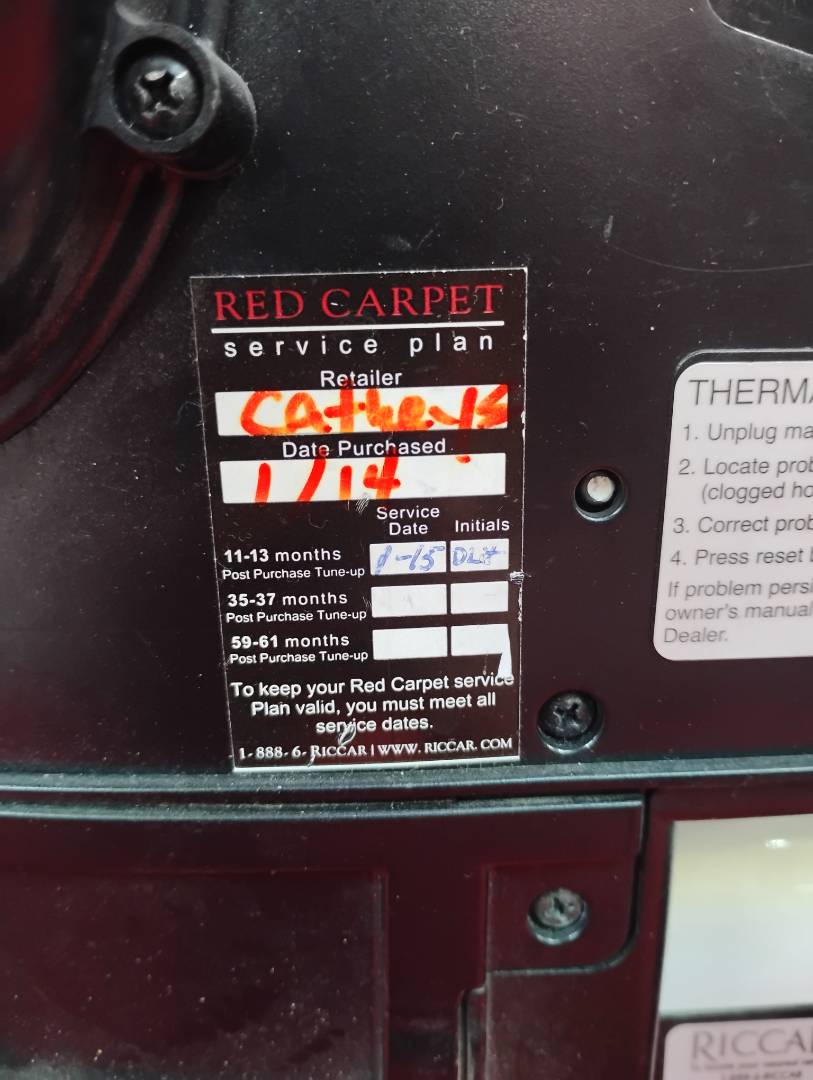 RED CARPET
service plan
Retailer
Cathey's
Date Purchased
1/14
Service
Date Initials
11-13 months
Post Purchase Tune-up 1-15 DLH
35-37 months
Post Purchase Tune-up
59-61 months
Post Purchase Tune-up
To keep your Red Carpet service
Plan valid, you must meet all
service dates.
1-888-6-RICCAR | WWW. RICCAR. COM
THERMA
1. Unplug ma
2. Locate prob
(clogged ho
3. Correct prob
4. Press reset b
If problem persi
owner's manual
Dealer.
RICCAR